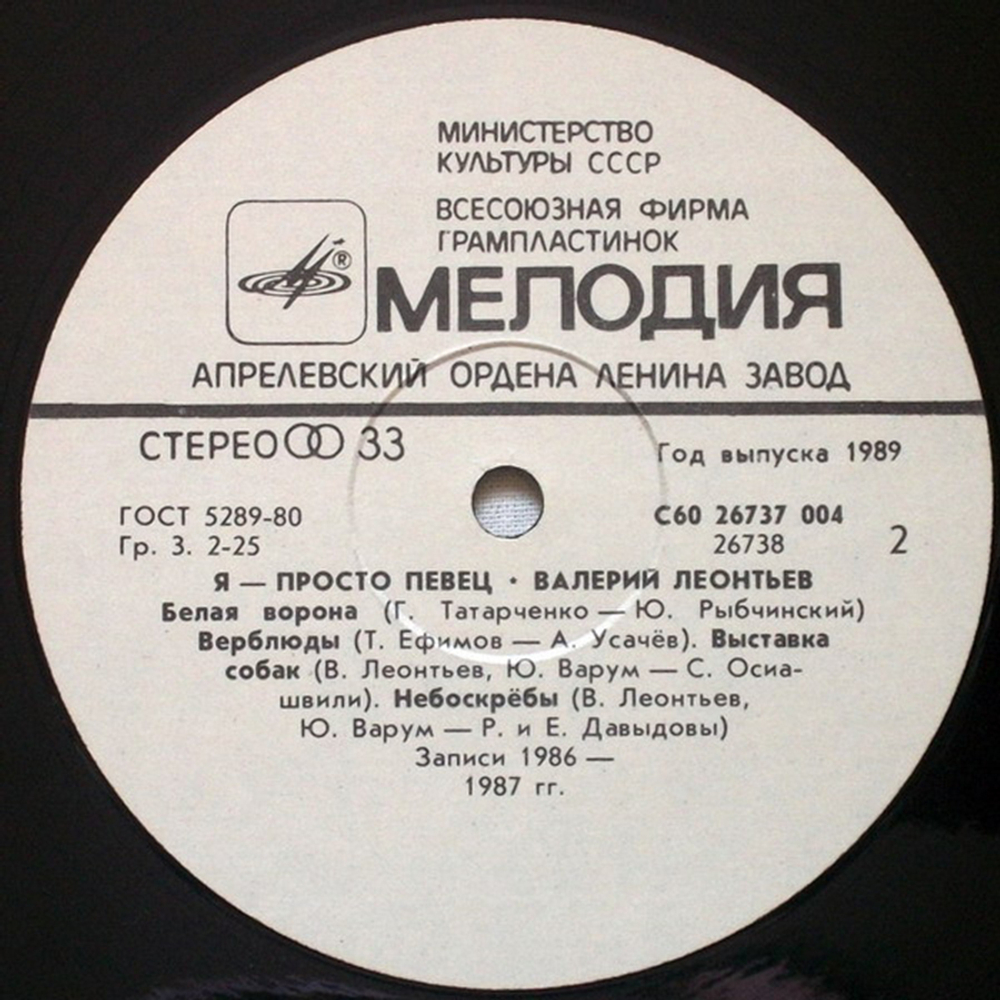 МИНИСТЕРСТВО
КУЛЬТУРЫ СССР
ВСЕСОЮЗНАЯ ФИРМА
ГРАМПЛАСТИНОК
®
МЕЛОДИЯ
АПРЕЛЕВСКИЙ ОРДЕНА ЛЕНИНА ЗАВОД
СТЕРЕО 33
Год выпуска 1989
ГОСТ 5289-80
Гр. 3. 2-25
С60 26737 004
26738
2
Я — ПРОСТО ПЕВЕЦ · ВАЛЕРИЙ ЛЕОНТЬЕВ
Белая ворона (Г. Татарченко — Ю. Рыбчинский)
Верблюды (Т. Ефимов — А. Усачёв). Выставка
собак (В. Леонтьев, Ю. Варум — С. Осиа-
швили). Небоскрёбы (В. Леонтьев,
Ю. Варум — Р. и Е. Давыдовы)
Записи 1986 —
1987 гг.